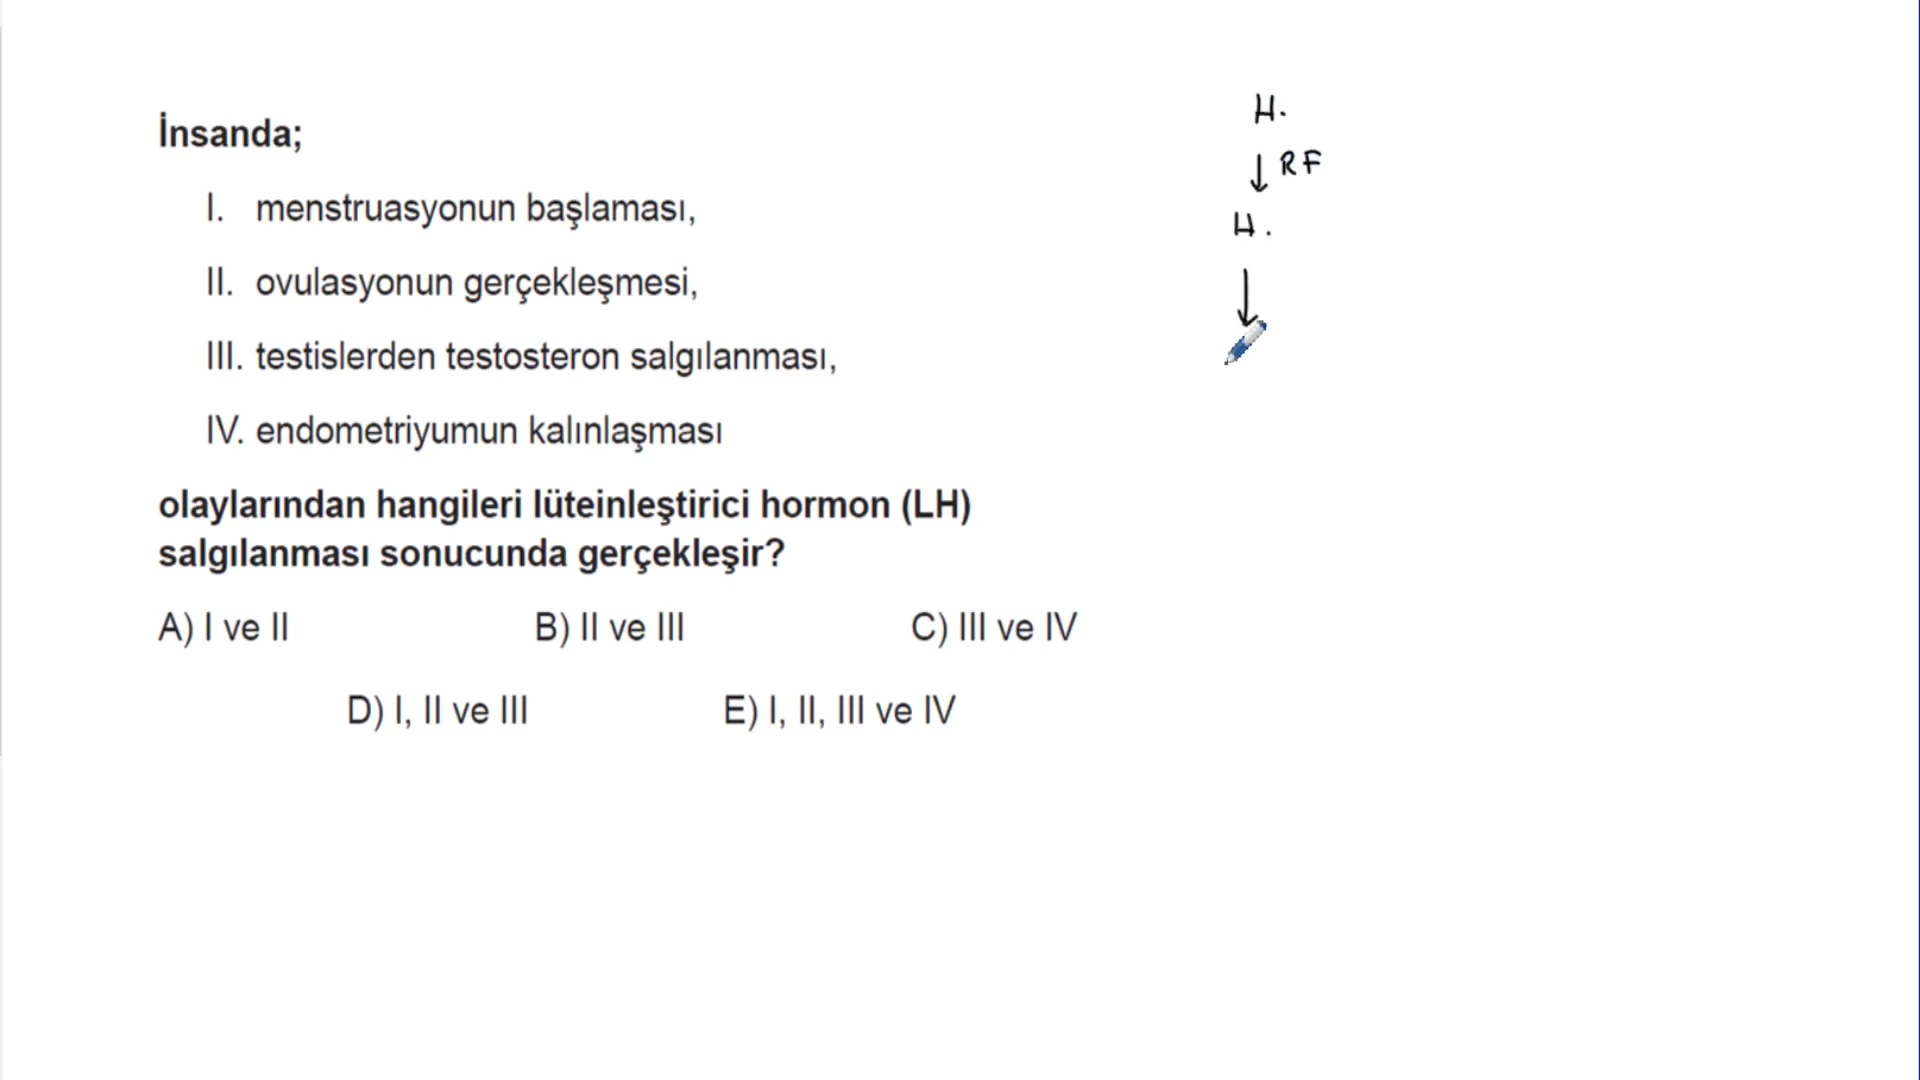 İnsanda;
I. menstruasyonun başlaması,
II. ovulasyonun gerçekleşmesi,
III. testislerden testosteron salgılanması,
IV. endometriyumun kalınlaşması
olaylarından hangileri lüteinleştirici hormon (LH)
salgılanması sonucunda gerçekleşir?
A) I ve II B) II ve III C) III ve IV
D) I, II ve III E) I, II, III ve IV
H.
↓ RF
H.
↓